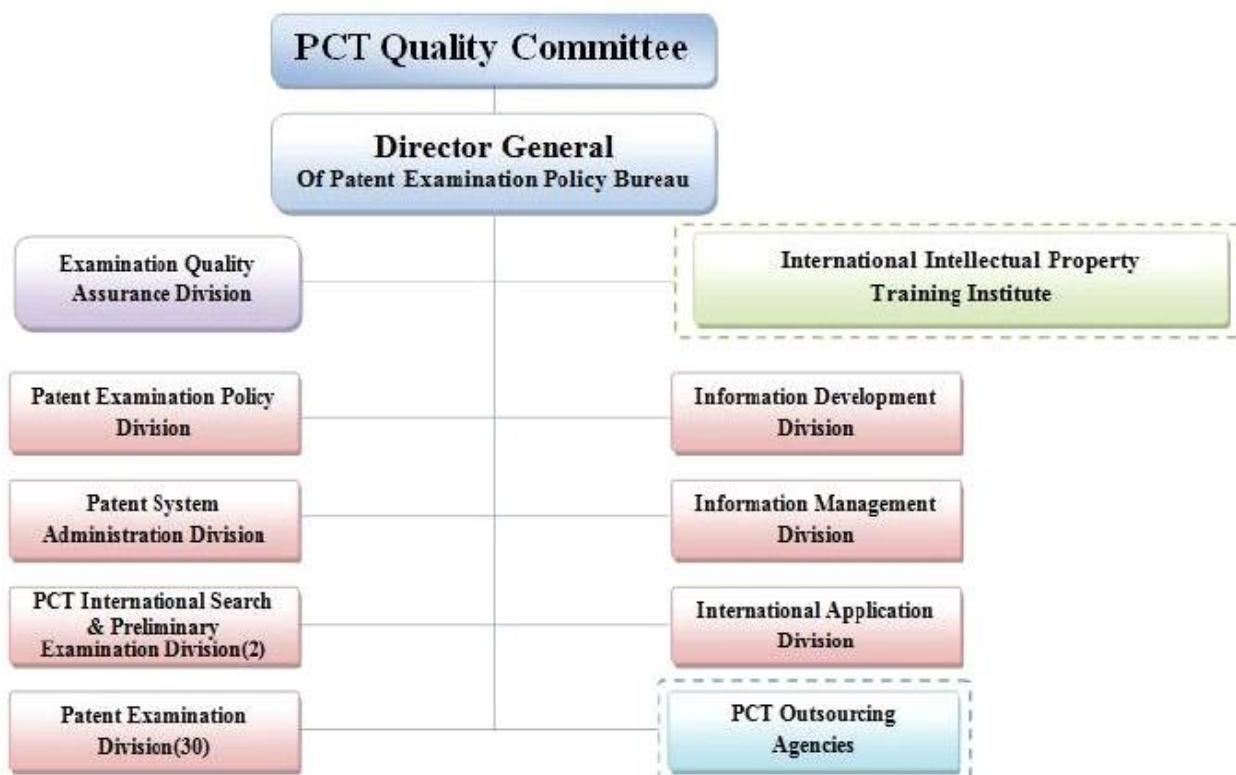 PCT Quality Committee
Director General
Of Patent Examination Policy Bureau
Examination Quality
Assurance Division
International Intellectual Property
Training Institute
Patent Examination Policy
Division
Information Development
Division
Patent System
Administration Division
Information Management
Division
PCT International Search
& Preliminary
Examination Division(2)
International Application
Division
Patent Examination
Division(30)
PCT Outsourcing
Agencies